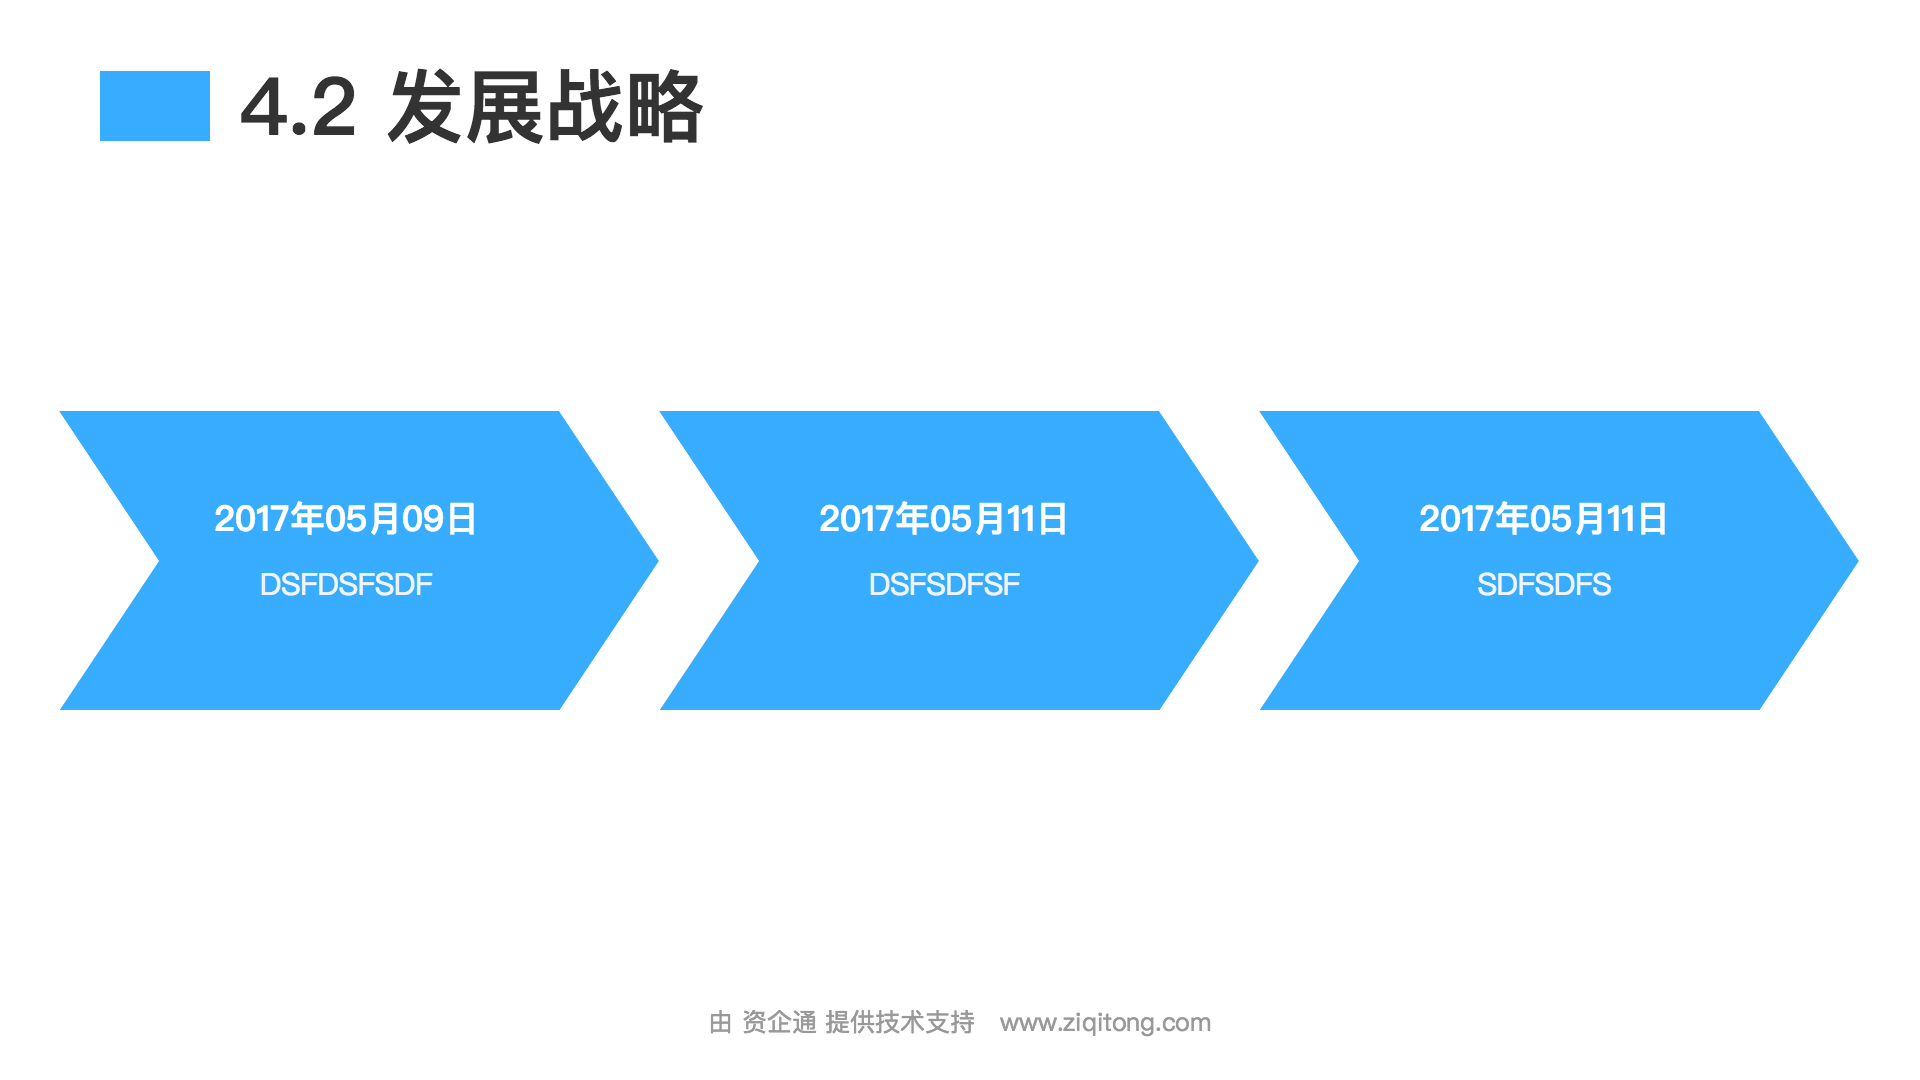 4.2 发展战略
2017年05月09日
DSFDSFSDF
2017年05月11日
DSFSDFSF
2017年05月11日
SDFSDFS
由 资企通 提供技术支持 www.ziqitong.com